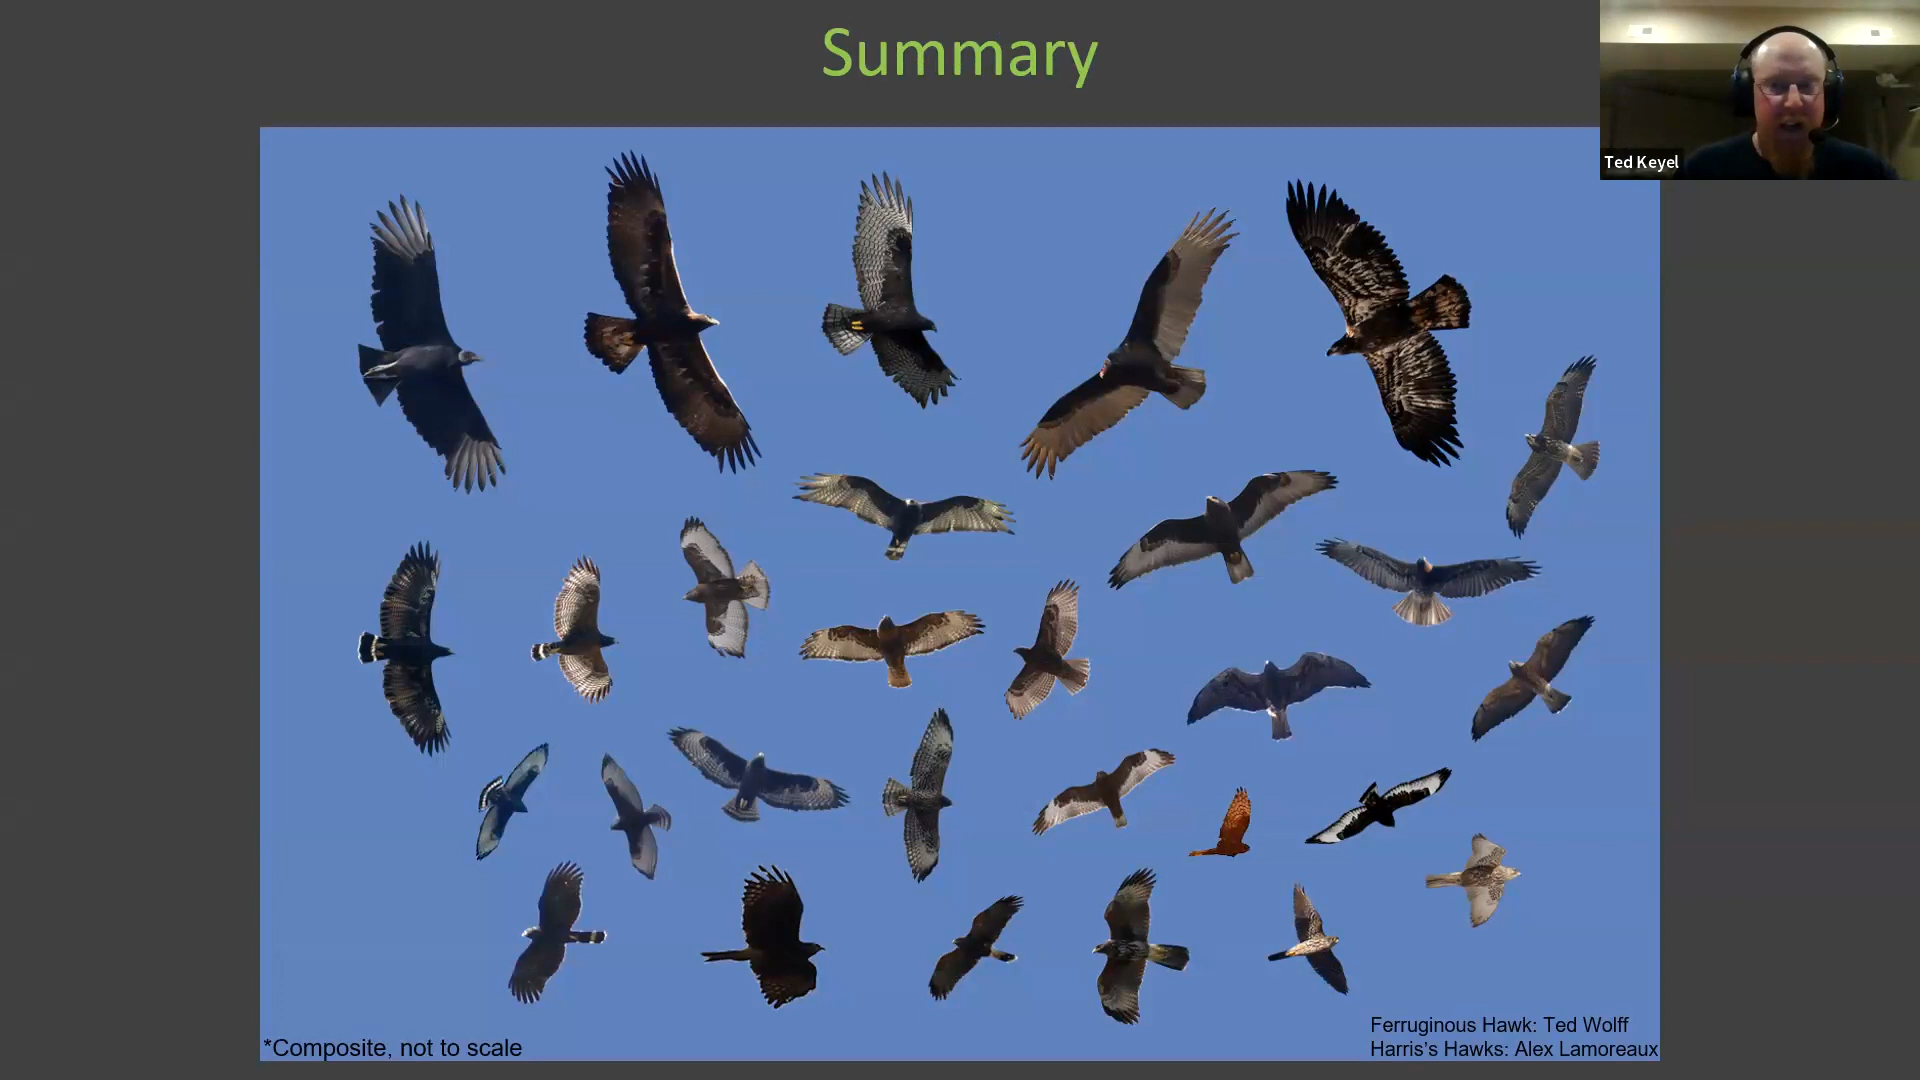 Summary
Ted Keyel
Ferruginous Hawk: Ted Wolff
*Composite, not to scale
Harris's Hawks: Alex Lamoreaux